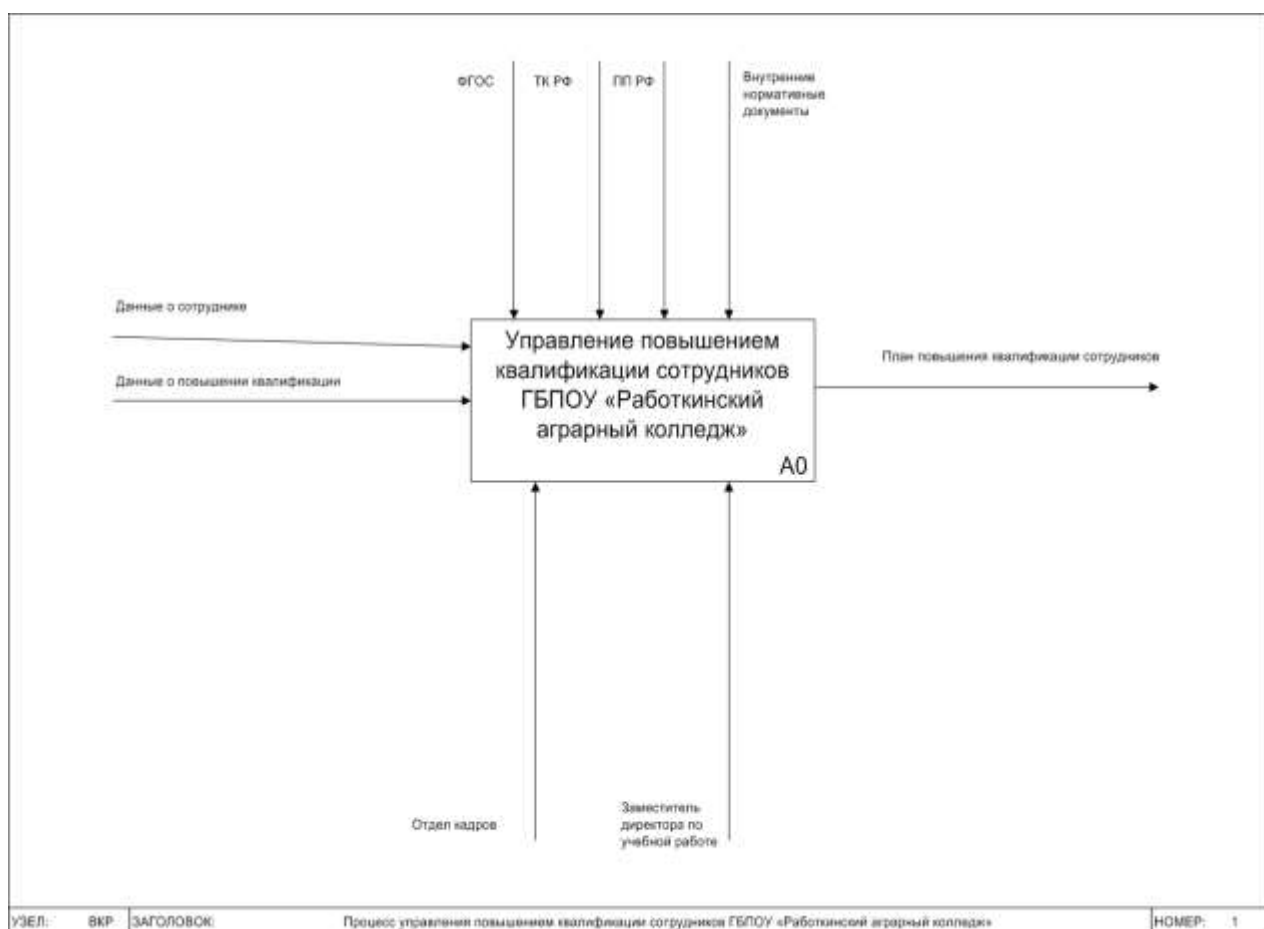 ФГОС
ТК РФ
ПП РФ
Внутренние
нормативные
документы
Данные о сотруднике
Данные о повышении квалификации
Управление повышением
квалификации сотрудников
ГБПОУ «Работкинский
аграрный колледж»
A0
План повышения квалификации сотрудников
Отдел кадров
Заместитель
директора по
учебной работе
УЗЕЛ: ВКР ЗАГОЛОВОК: Процесс управления повышением квалификации сотрудников ГБПОУ «Работкинский аграрный колледж» НОМЕР: 1